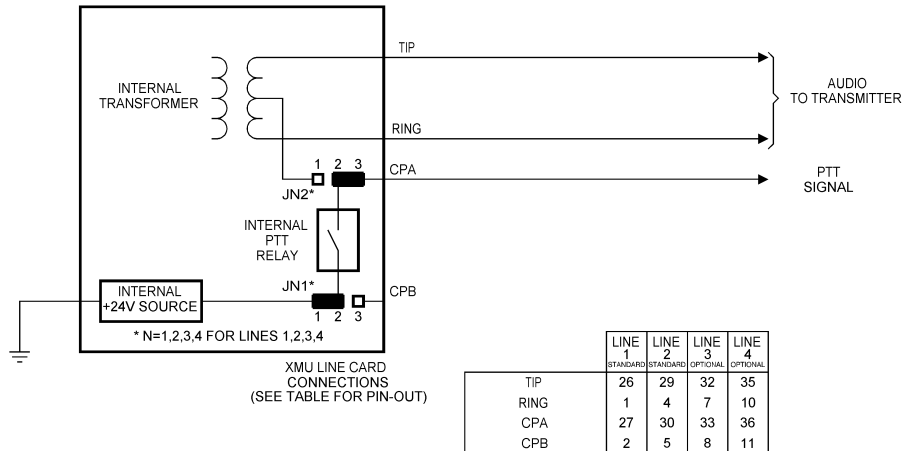 TIP
INTERNAL
TRANSFORMER
AUDIO
TO TRANSMITTER
RING
1 2 3
CPA
JN2*
PTT
SIGNAL
INTERNAL
PTT
RELAY
JN1*
CPB
INTERNAL
+24V SOURCE
1 2 3
* N=1,2,3,4 FOR LINES 1,2,3,4
XMU LINE CARD
CONNECTIONS
(SEE TABLE FOR PIN-OUT)
LINE 1 STANDARD LINE 2 STANDARD LINE 3 OPTIONAL LINE 4 OPTIONAL
TIP 26 29 32 35
RING 1 4 7 10
CPA 27 30 33 36
CPB 2 5 8 11